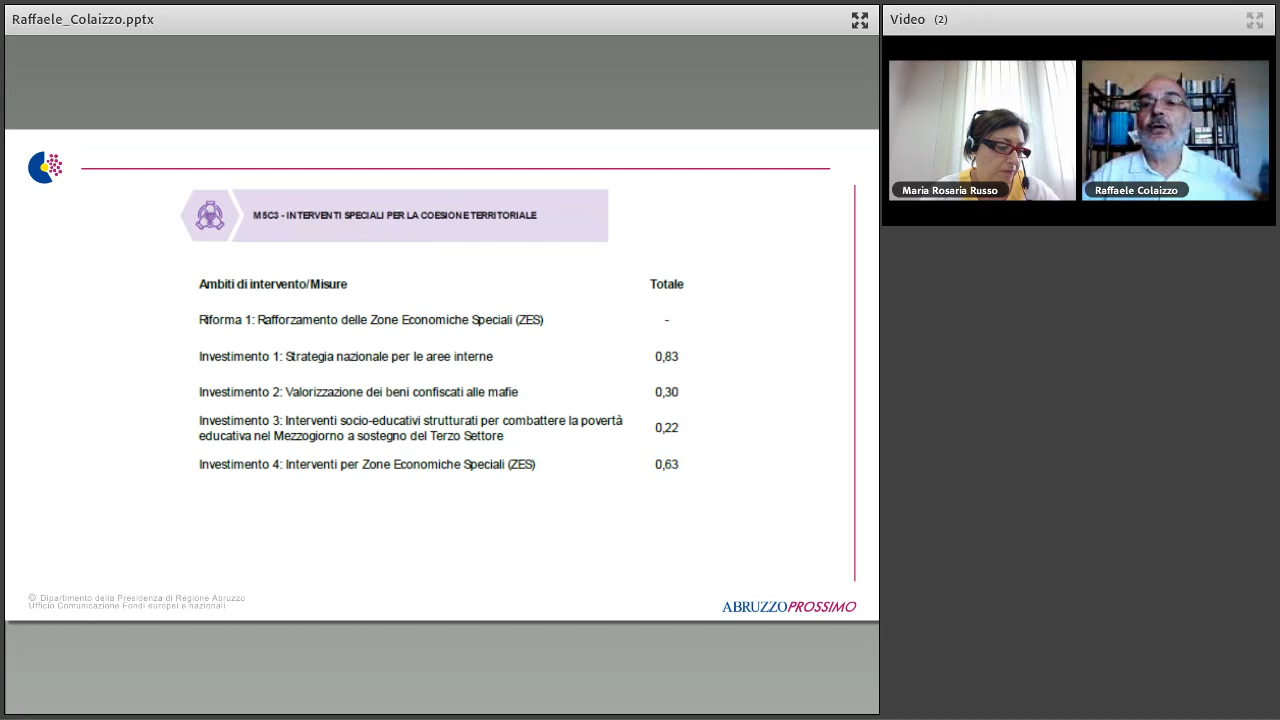 Raffaele_Colaizzo.pptx
Video (2)
Maria Rosaria Russo
Raffaele Colaizzo
M5C3 - INTERVENTI SPECIALI PER LA COESIONE TERRITORIALE
Ambiti di intervento/Misure Totale
Riforma 1: Rafforzamento delle Zone Economiche Speciali (ZES) -
Investimento 1: Strategia nazionale per le aree interne 0,83
Investimento 2: Valorizzazione dei beni confiscati alle mafie 0,30
Investimento 3: Interventi socio-educativi strutturati per combattere la povertà
educativa nel Mezzogiorno a sostegno del Terzo Settore 0,22
Investimento 4: Interventi per Zone Economiche Speciali (ZES) 0,63
© Dipartimento della Presidenza di Regione Abruzzo
Ufficio Comunicazione Fondi europei e nazionali
ABRUZZOPROSSIMO